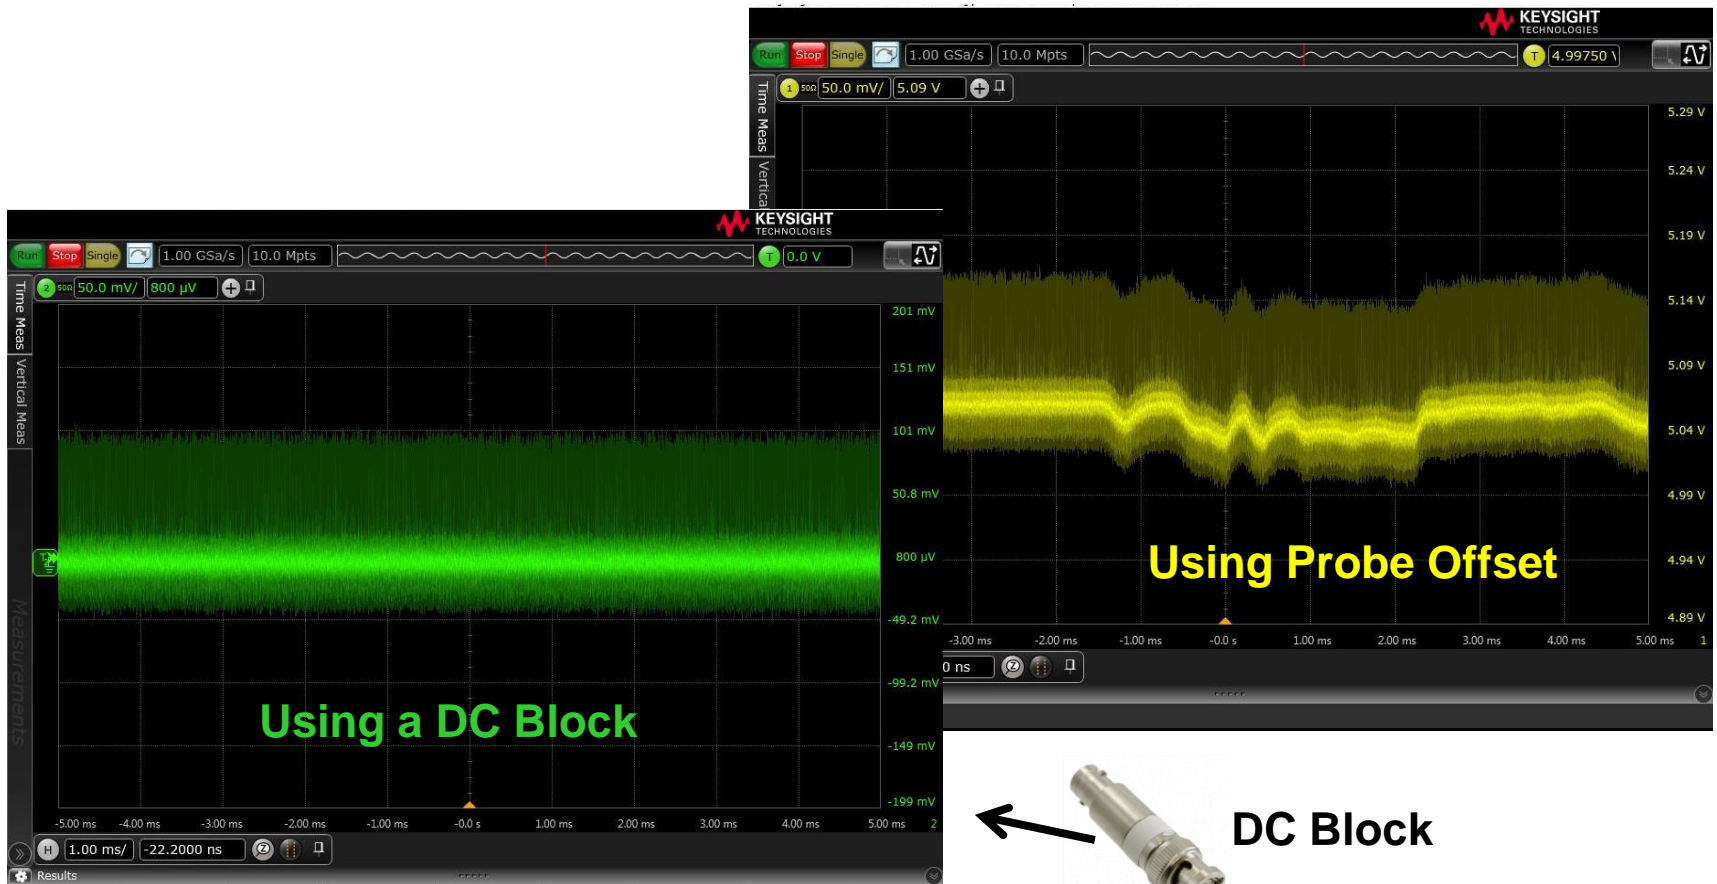 KEYSIGHT
TECHNOLOGIES
Run Stop Single 1.00 GSa/s 10.0 Mpts T 4.99750 V
1 50Ω 50.0 mV/ 5.09 V
Time Meas
Vertical
5.29 V
5.24 V
5.19 V
5.14 V
5.09 V
5.04 V
4.99 V
4.94 V
4.89 V
Using Probe Offset
-3.00 ms -2.00 ms -1.00 ms -0.0 s 1.00 ms 2.00 ms 3.00 ms 4.00 ms 5.00 ms 1
0 ns Z
KEYSIGHT
TECHNOLOGIES
Run Stop Single 1.00 GSa/s 10.0 Mpts T 0.0 V
2 50Ω 50.0 mV/ 800 µV
Time Meas
Vertical Meas
Measurements
201 mV
151 mV
101 mV
50.8 mV
800 µV
-49.2 mV
-99.2 mV
-149 mV
-199 mV
T
Using a DC Block
-5.00 ms -4.00 ms -3.00 ms -2.00 ms -1.00 ms -0.0 s 1.00 ms 2.00 ms 3.00 ms 4.00 ms 5.00 ms 2
H 1.00 ms/ -22.2000 ns Z
Results
DC Block